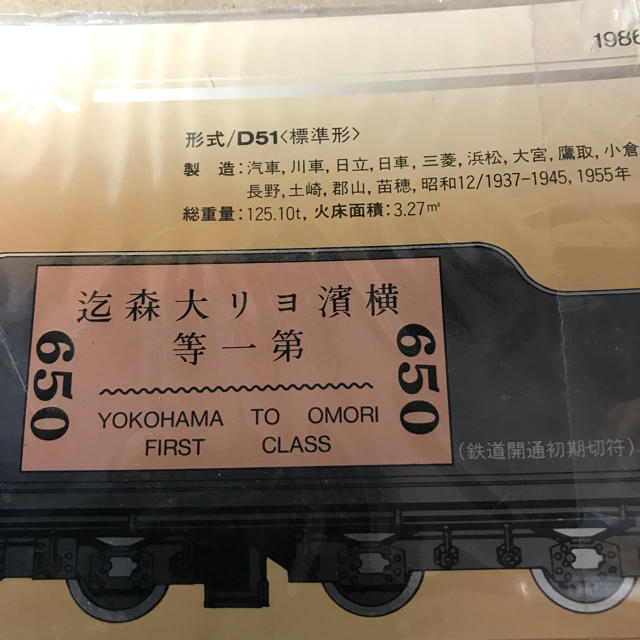 1986
形式/D51〈標準形〉
製 造:汽車,川車,日立,日車,三菱,浜松,大宮,鷹取,小倉
長野,土崎,郡山,苗穂,昭和12/1937-1945,1955年
総重量:125.10t,火床面積:3.27㎡
迄森大リヨ濱横
等一第
650
650
YOKOHAMA TO OMORI
FIRST CLASS
(鉄道開通初期切符)